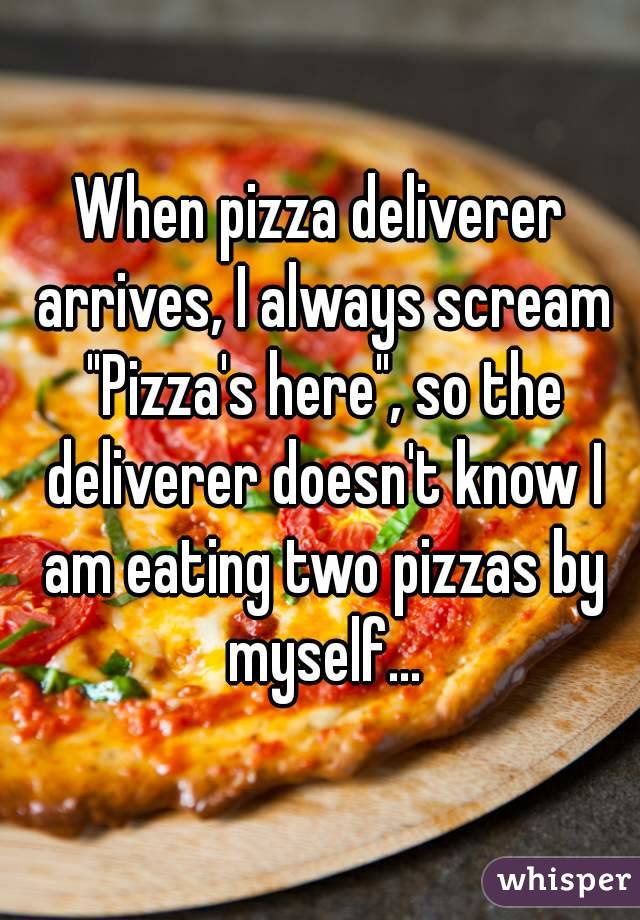 When pizza deliverer
arrives, I always scream
"Pizza's here", so the
deliverer doesn't know I
am eating two pizzas by
myself...
whisper